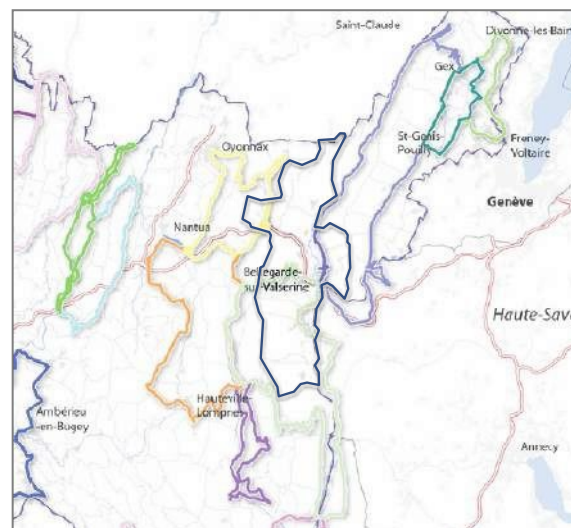 Saint-Claude
Divonne-les-Bain
Gex
Oyonnax
St-Genis-
Pouilly
Ferney-
Voltaire
Genève
Nantua
Bellegarde-
sur-Valserine
Haute-Sav
Hauteville-
Lompnes
Ambérieu
-en-Bugey
Annecy